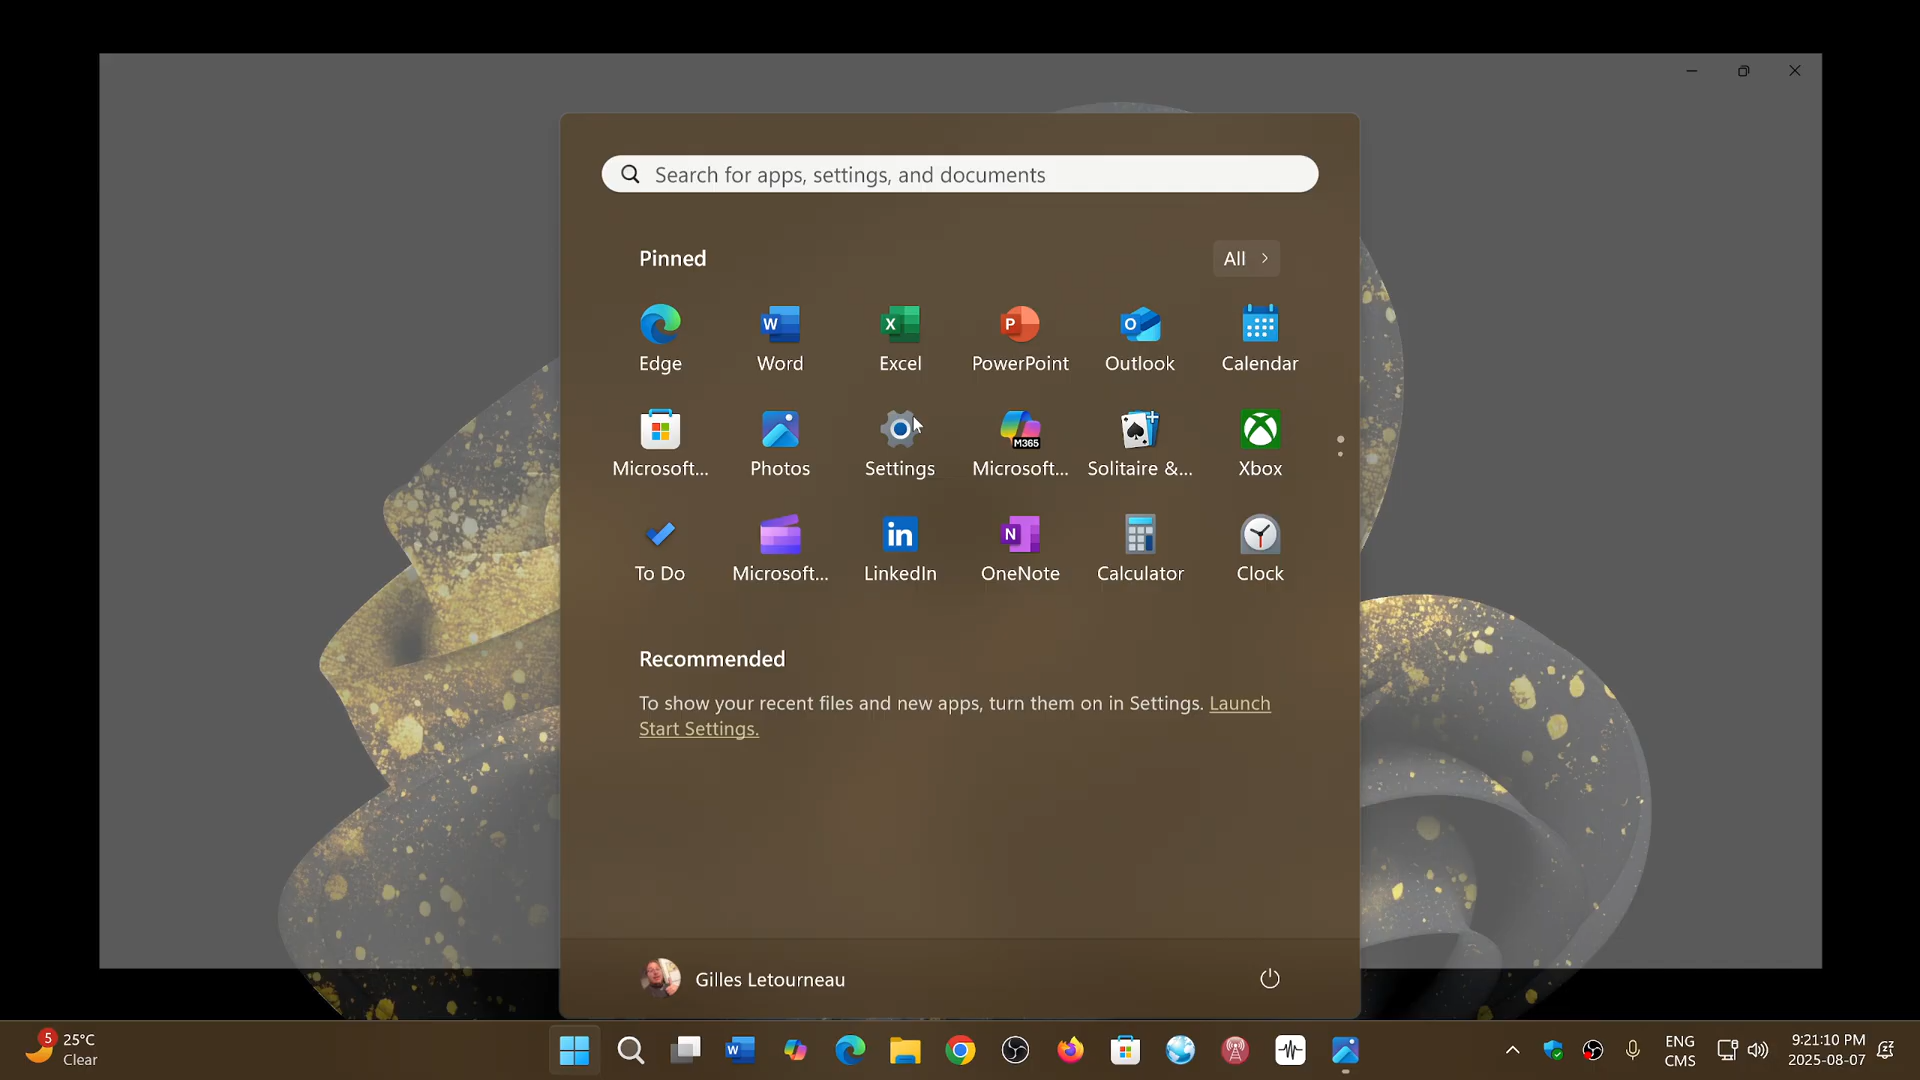 Search for apps, settings, and documents
Pinned
All
Edge
Word
Excel
PowerPoint
Outlook
Calendar
Microsoft...
Photos
Settings
Microsoft...
M365
Solitaire &...
Xbox
To Do
Microsoft...
LinkedIn
OneNote
Calculator
Clock
Recommended
To show your recent files and new apps, turn them on in Settings. Launch
Start Settings.
Gilles Letourneau
5
25°C
Clear
ENG
CMS
9:21:10 PM
2025-08-07